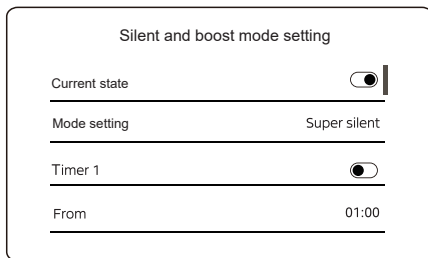 Silent and boost mode setting
Current state
Mode setting Super silent
Timer 1
From 01:00